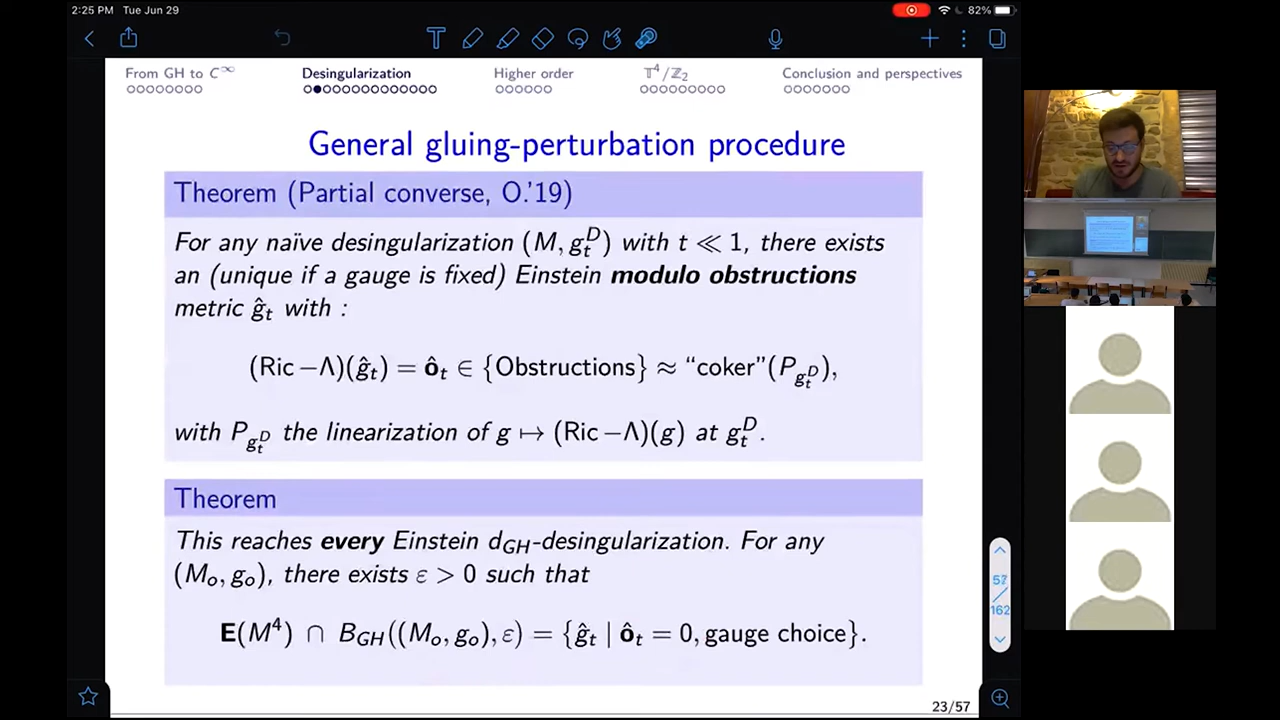 2:25 PM Tue Jun 29
82%
From GH to C^∞
Desingularization
Higher order
𝕋⁴/ℤ₂
Conclusion and perspectives
General gluing-perturbation procedure
Theorem (Partial converse, O.'19)
For any naïve desingularization (M, g_t^D) with t ≪ 1, there exists
an (unique if a gauge is fixed) Einstein modulo obstructions
metric ĝ_t with :
(Ric −Λ)(ĝ_t) = ô_t ∈ {Obstructions} ≈ "coker"(P_{g_t^D}),
with P_{g_t^D} the linearization of g ↦ (Ric −Λ)(g) at g_t^D.
Theorem
This reaches every Einstein d_GH-desingularization. For any
(M_o, g_o), there exists ε > 0 such that
E(M⁴) ∩ B_GH((M_o, g_o), ε) = {ĝ_t | ô_t = 0, gauge choice}.
162
23/57